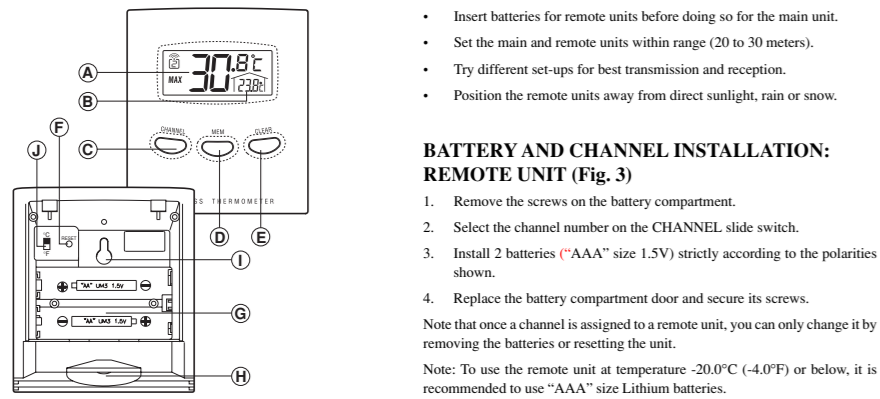 A
MAX
30.8°C
B
23.8°C
F
J
C
CHANNEL
MEM
CLEAR
SS THERMOMETER
D
E
°C
RESET
°F
I
"AA" UM3 1.5V
G
"AA" UM3 1.5V
H
• Insert batteries for remote units before doing so for the main unit.
• Set the main and remote units within range (20 to 30 meters).
• Try different set-ups for best transmission and reception.
• Position the remote units away from direct sunlight, rain or snow.
BATTERY AND CHANNEL INSTALLATION:
REMOTE UNIT (Fig. 3)
1. Remove the screws on the battery compartment.
2. Select the channel number on the CHANNEL slide switch.
3. Install 2 batteries (“AAA” size 1.5V) strictly according to the polarities
shown.
4. Replace the battery compartment door and secure its screws.
Note that once a channel is assigned to a remote unit, you can only change it by
removing the batteries or resetting the unit.
Note: To use the remote unit at temperature -20.0°C (-4.0°F) or below, it is
recommended to use “AAA” size Lithium batteries.